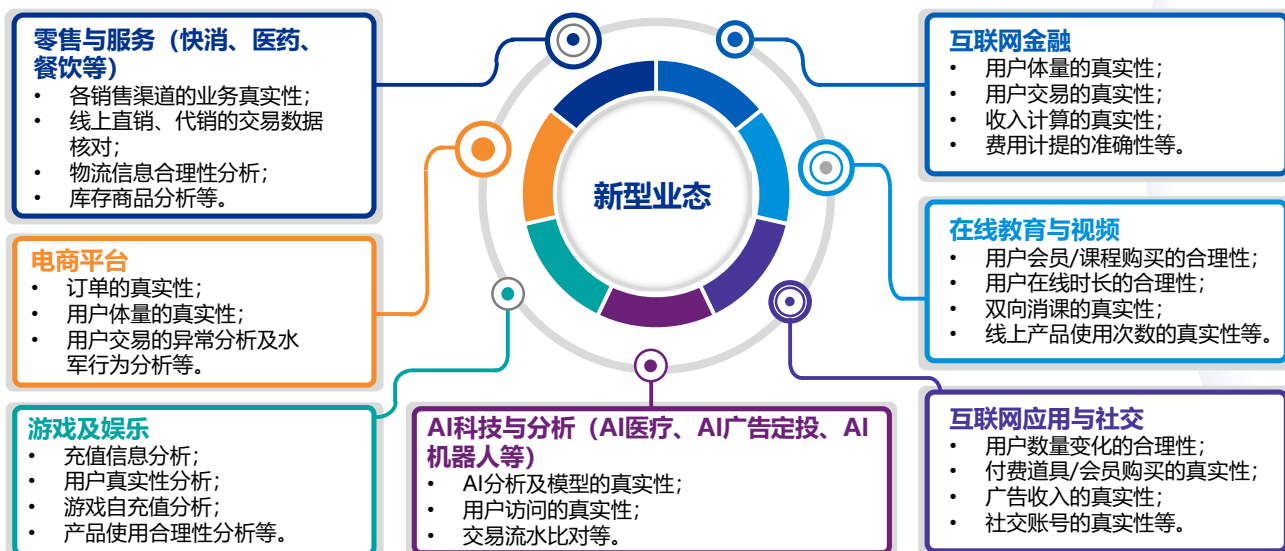 零售与服务（快消、医药、
餐饮等）
• 各销售渠道的业务真实性；
• 线上直销、代销的交易数据
核对；
• 物流信息合理性分析；
• 库存商品分析等。
电商平台
• 订单的真实性；
• 用户体量的真实性；
• 用户交易的异常分析及水
军行为分析等。
游戏及娱乐
• 充值信息分析；
• 用户真实性分析；
• 游戏自充值分析；
• 产品使用合理性分析等。
新型业态
AI科技与分析（AI医疗、AI广告定投、AI
机器人等）
• AI分析及模型的真实性；
• 用户访问的真实性；
• 交易流水比对等。
互联网金融
• 用户体量的真实性；
• 用户交易的真实性；
• 收入计算的真实性；
• 费用计提的准确性等。
在线教育与视频
• 用户会员/课程购买的合理性；
• 用户在线时长的合理性；
• 双向消课的真实性；
• 线上产品使用次数的真实性等。
互联网应用与社交
• 用户数量变化的合理性；
• 付费道具/会员购买的真实性；
• 广告收入的真实性；
• 社交账号的真实性等。